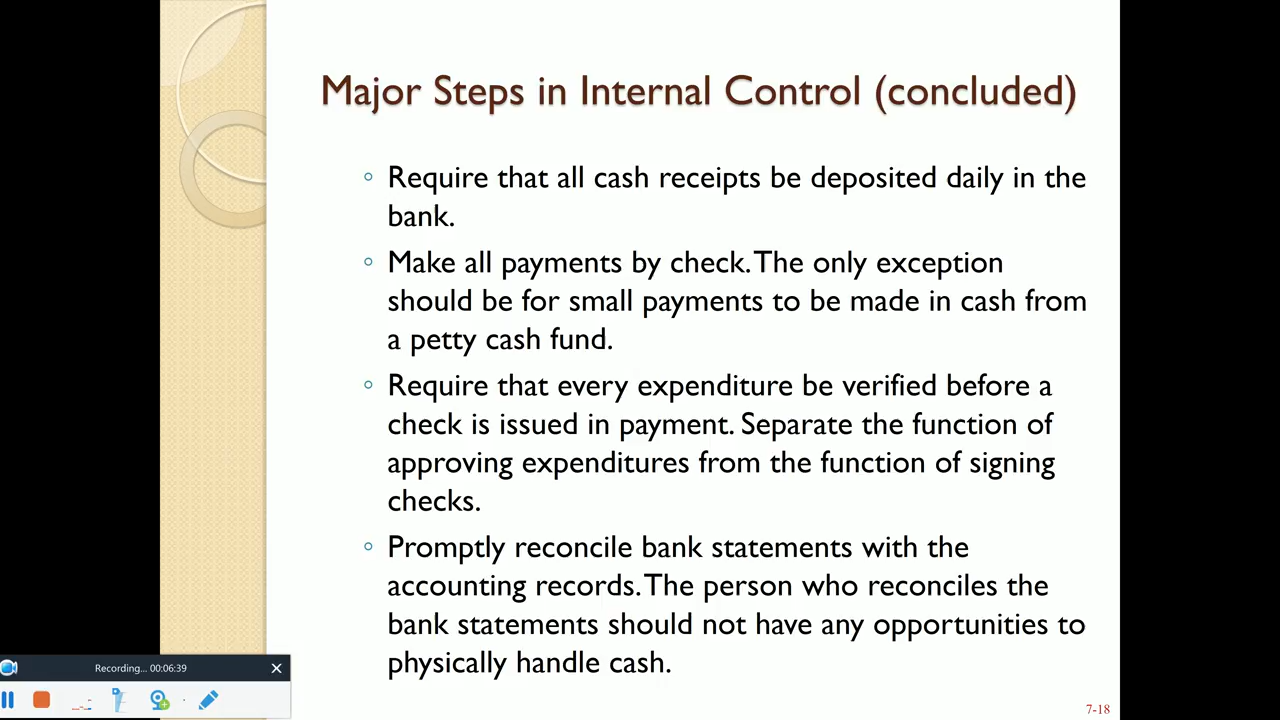 Major Steps in Internal Control (concluded)
Require that all cash receipts be deposited daily in the
bank.
Make all payments by check. The only exception
should be for small payments to be made in cash from
a petty cash fund.
Require that every expenditure be verified before a
check is issued in payment. Separate the function of
approving expenditures from the function of signing
checks.
Promptly reconcile bank statements with the
accounting records. The person who reconciles the
bank statements should not have any opportunities to
physically handle cash.
Recording... 00:06:39
7-18